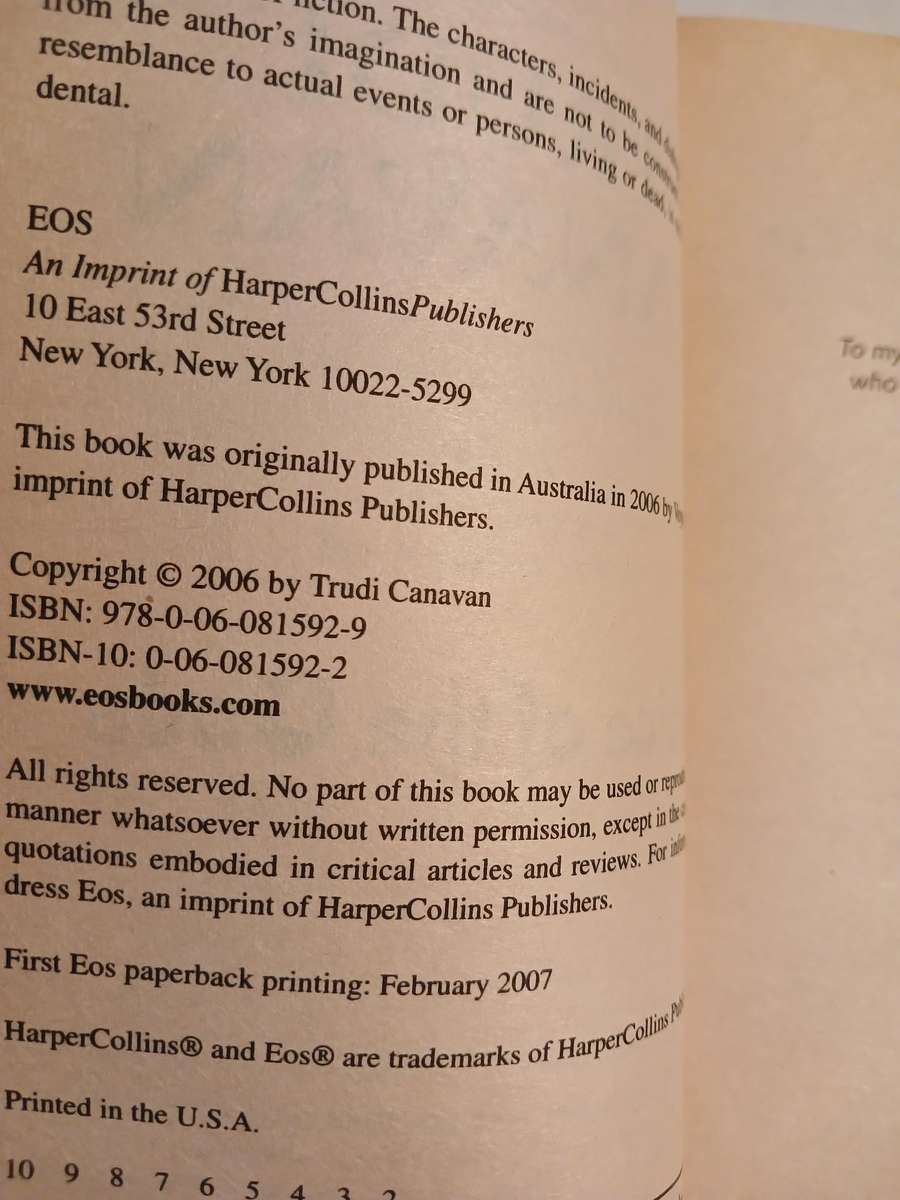 fiction. The characters, incidents, and
from the author's imagination and are not to be
resemblance to actual events or persons, living or dead,
dental.
EOS
An Imprint of HarperCollinsPublishers
10 East 53rd Street
New York, New York 10022-5299
This book was originally published in Australia in 2006 by
imprint of HarperCollins Publishers.
Copyright © 2006 by Trudi Canavan
ISBN: 978-0-06-081592-9
ISBN-10: 0-06-081592-2
www.eosbooks.com
All rights reserved. No part of this book may be used or
manner whatsoever without written permission, except in the
quotations embodied in critical articles and reviews. For
dress Eos, an imprint of HarperCollins Publishers.
First Eos paperback printing: February 2007
HarperCollins® and Eos® are trademarks of HarperCollins
Printed in the U.S.A.
10 9 8 7 6 5 4 3 2
To my
who